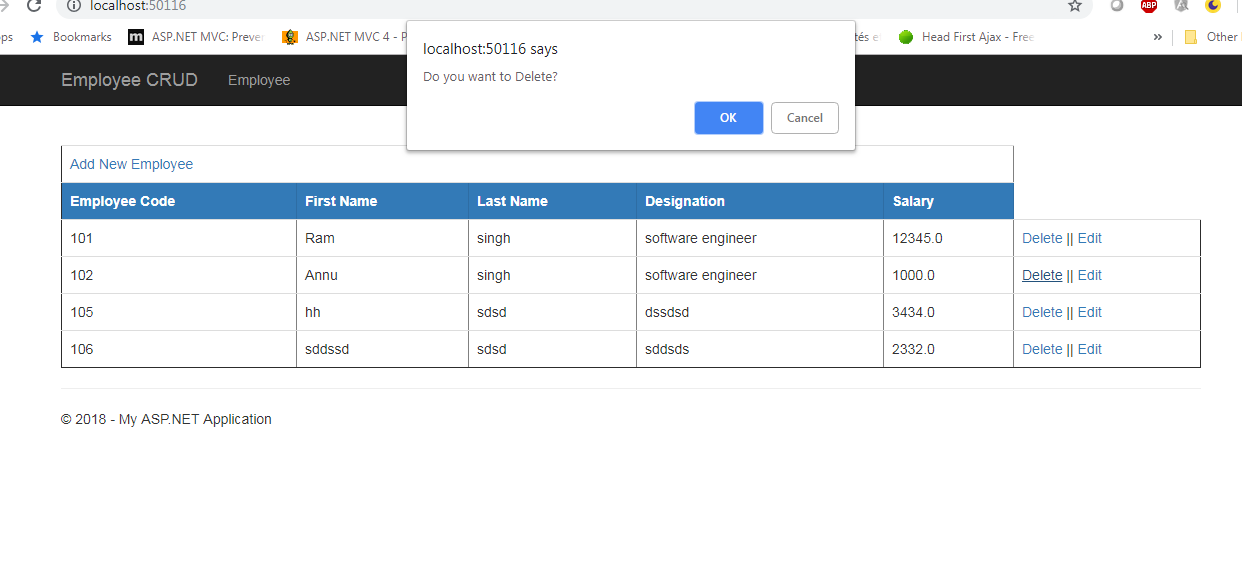 localhost:50116
ps Bookmarks ASP.NET MVC: Preve ASP.NET MVC 4 - P tés e Head First Ajax - Free » Other
ABP
localhost:50116 says
Do you want to Delete?
OK Cancel
Employee CRUD Employee
Add New Employee
Employee Code First Name Last Name Designation Salary
101 Ram singh software engineer 12345.0 Delete || Edit
102 Annu singh software engineer 1000.0 Delete || Edit
105 hh sdsd dssdsd 3434.0 Delete || Edit
106 sddssd sdsd sddsds 2332.0 Delete || Edit
© 2018 - My ASP.NET Application